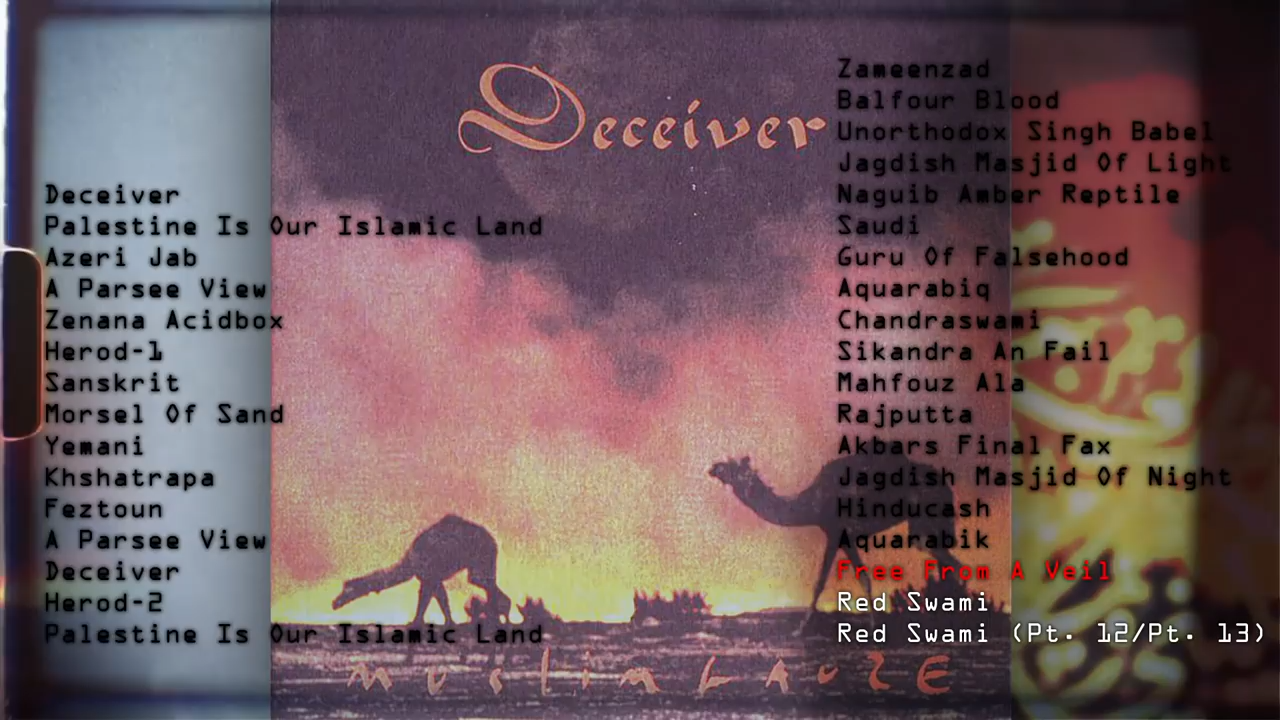 Deceiver
Deceiver
Palestine Is Our Islamic Land
Azeri Jab
A Parsee View
Zenana Acidbox
Herod-1
Sanskrit
Morsel Of Sand
Yemani
Khshatrapa
Feztoun
A Parsee View
Deceiver
Herod-2
Palestine Is Our Islamic Land
Zameenzad
Balfour Blood
Unorthodox Singh Babel
Jagdish Masjid Of Light
Naguib Amber Reptile
Saudi
Guru Of Falsehood
Aquarabiq
Chandraswami
Sikandra An Fail
Mahfouz Ala
Rajputta
Akbars Final Fax
Jagdish Masjid Of Night
Hinducash
Aquarabik
Free From A Veil
Red Swami
Red Swami (Pt. 12/Pt. 13)
muslimgAuZE